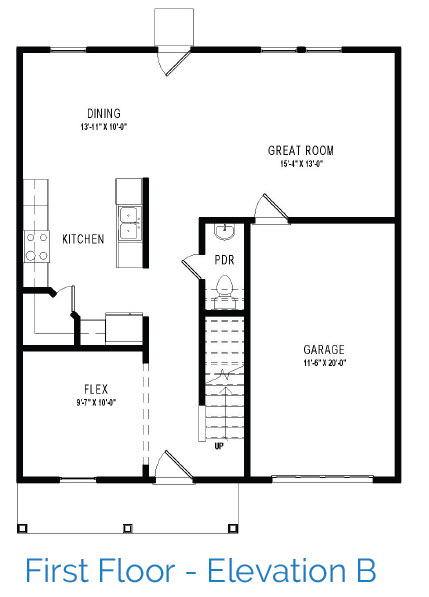 DINING
13'-11" X 10'-0"
GREAT ROOM
15'-4" X 13'-0"
KITCHEN
PDR
GARAGE
11'-6" X 20'-0"
FLEX
9'-7" X 10'-0"
UP
First Floor - Elevation B